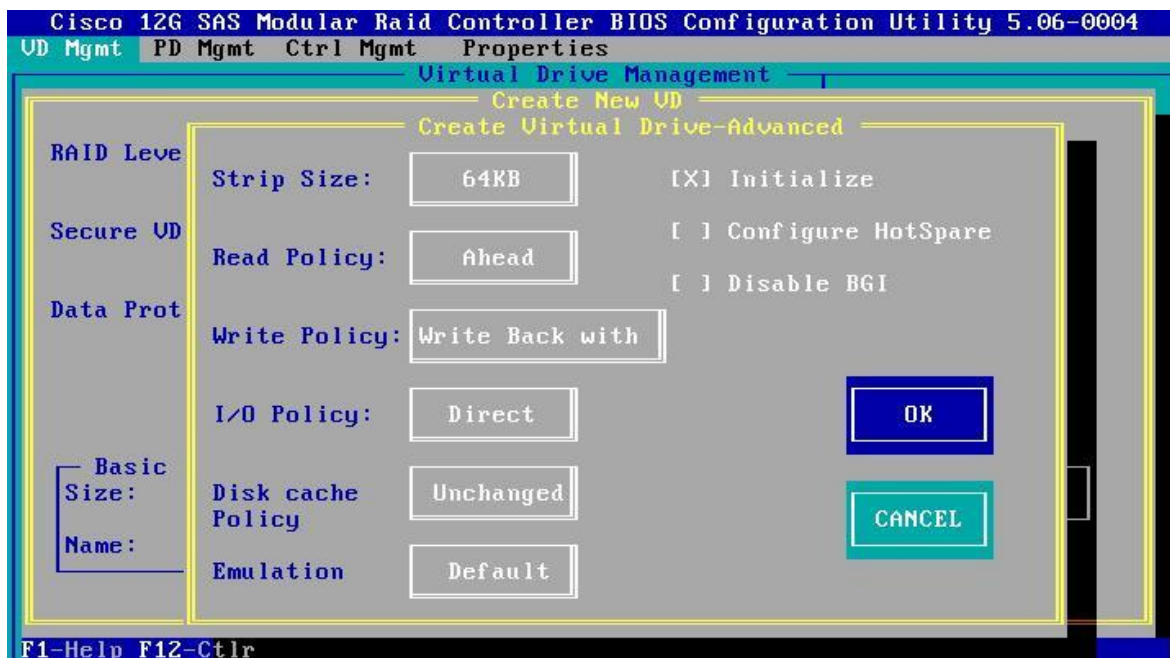 Cisco 12G SAS Modular Raid Controller BIOS Configuration Utility 5.06-0004
VD Mgmt PD Mgmt Ctrl Mgmt Properties
Virtual Drive Management
Create New VD
Create Virtual Drive-Advanced
RAID Leve
Strip Size: 64KB [X] Initialize
Secure VD
[ ] Configure HotSpare
Read Policy: Ahead
[ ] Disable BGI
Data Prot
Write Policy: Write Back with
I/O Policy: Direct
OK
Basic
Size:
Disk cache Unchanged
Policy
CANCEL
Name:
Emulation Default
F1-Help F12-Ctlr